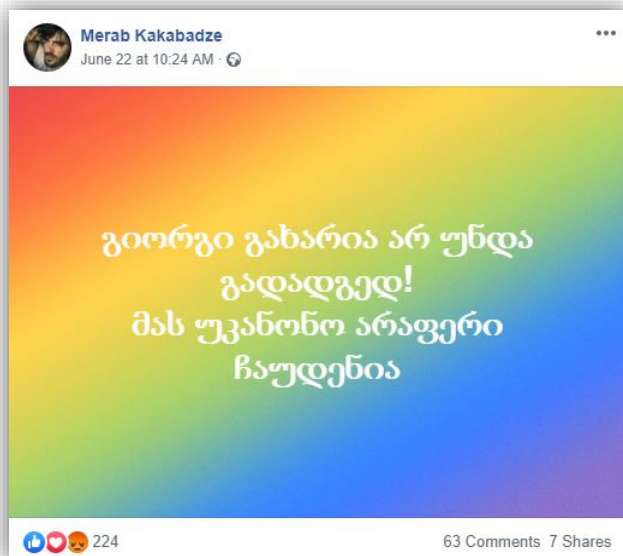 Merab Kakabadze
June 22 at 10:24 AM ·
გიორგი გახარია არ უნდა
გადადგედ!
მას უკანონო არაფერი
ჩაუდენია
224
63 Comments 7 Shares